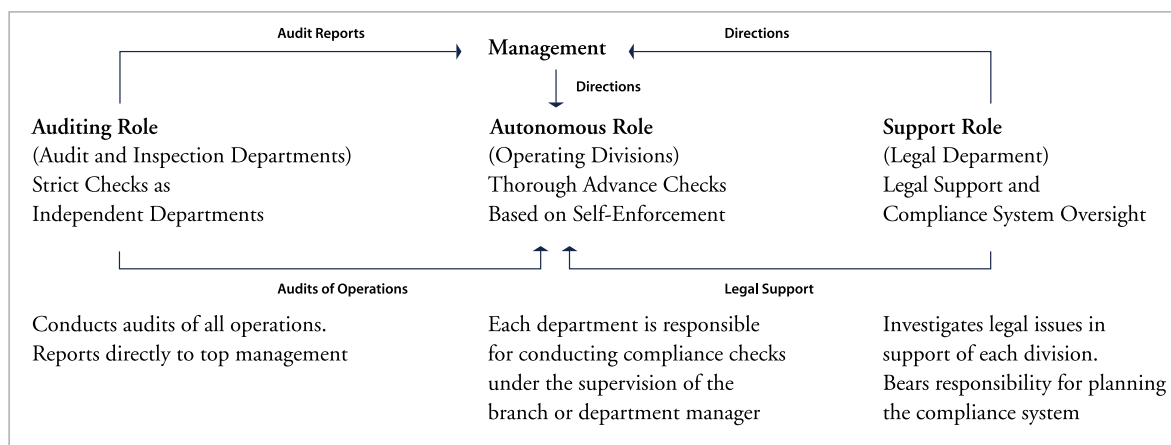 Audit Reports
Management
Directions
Directions
Auditing Role
(Audit and Inspection Departments)
Strict Checks as
Independent Departments
Autonomous Role
(Operating Divisions)
Thorough Advance Checks
Based on Self-Enforcement
Support Role
(Legal Deparment)
Legal Support and
Compliance System Oversight
Audits of Operations
Legal Support
Conducts audits of all operations.
Reports directly to top management
Each department is responsible
for conducting compliance checks
under the supervision of the
branch or department manager
Investigates legal issues in
support of each division.
Bears responsibility for planning
the compliance system